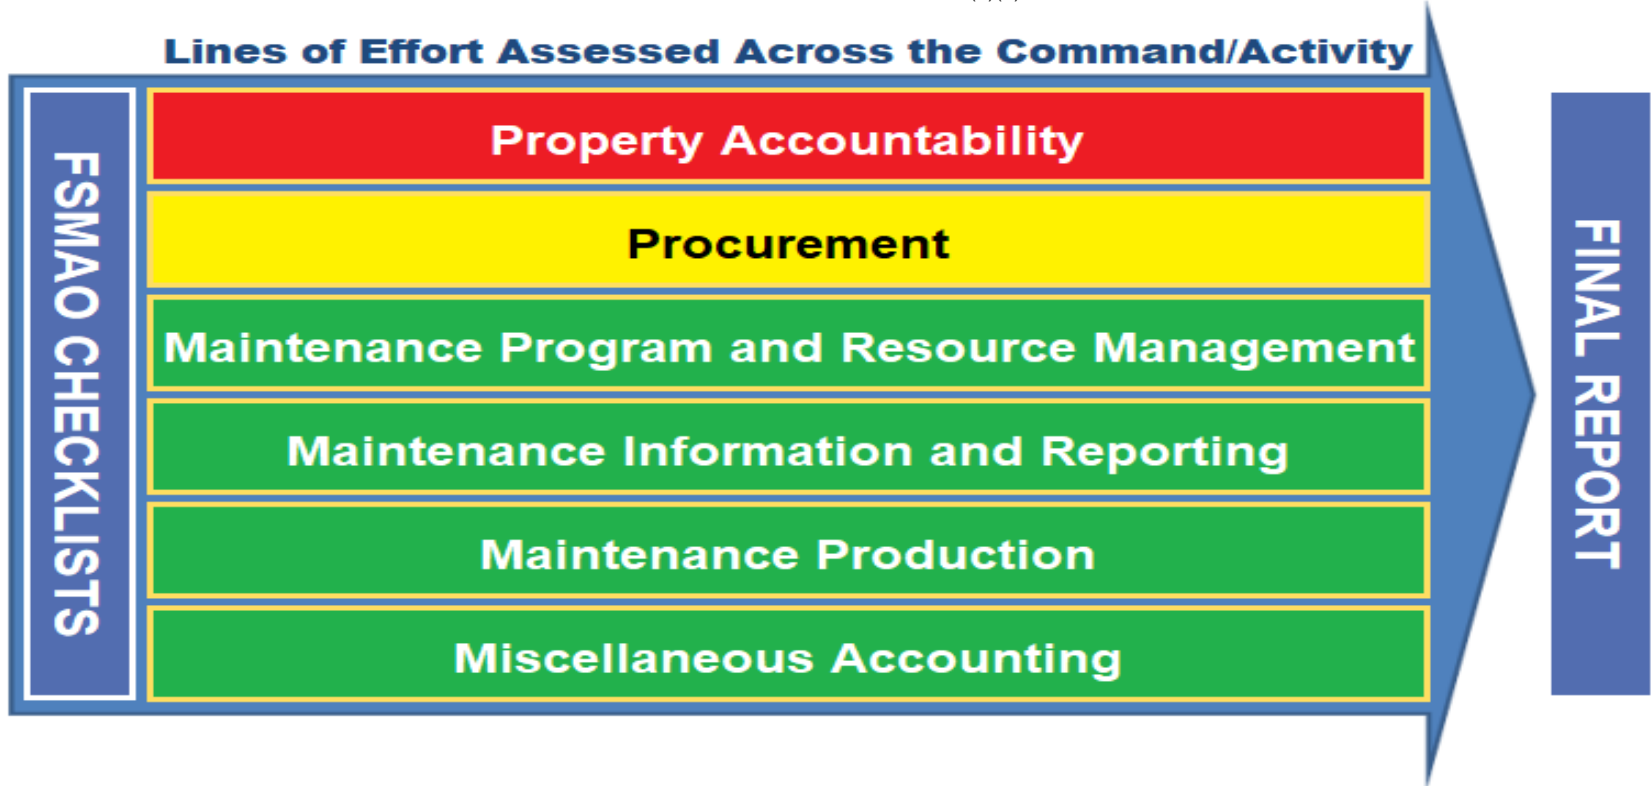 Lines of Effort Assessed Across the Command/Activity
FSMAO CHECKLISTS
Property Accountability
Procurement
Maintenance Program and Resource Management
Maintenance Information and Reporting
Maintenance Production
Miscellaneous Accounting
FINAL REPORT